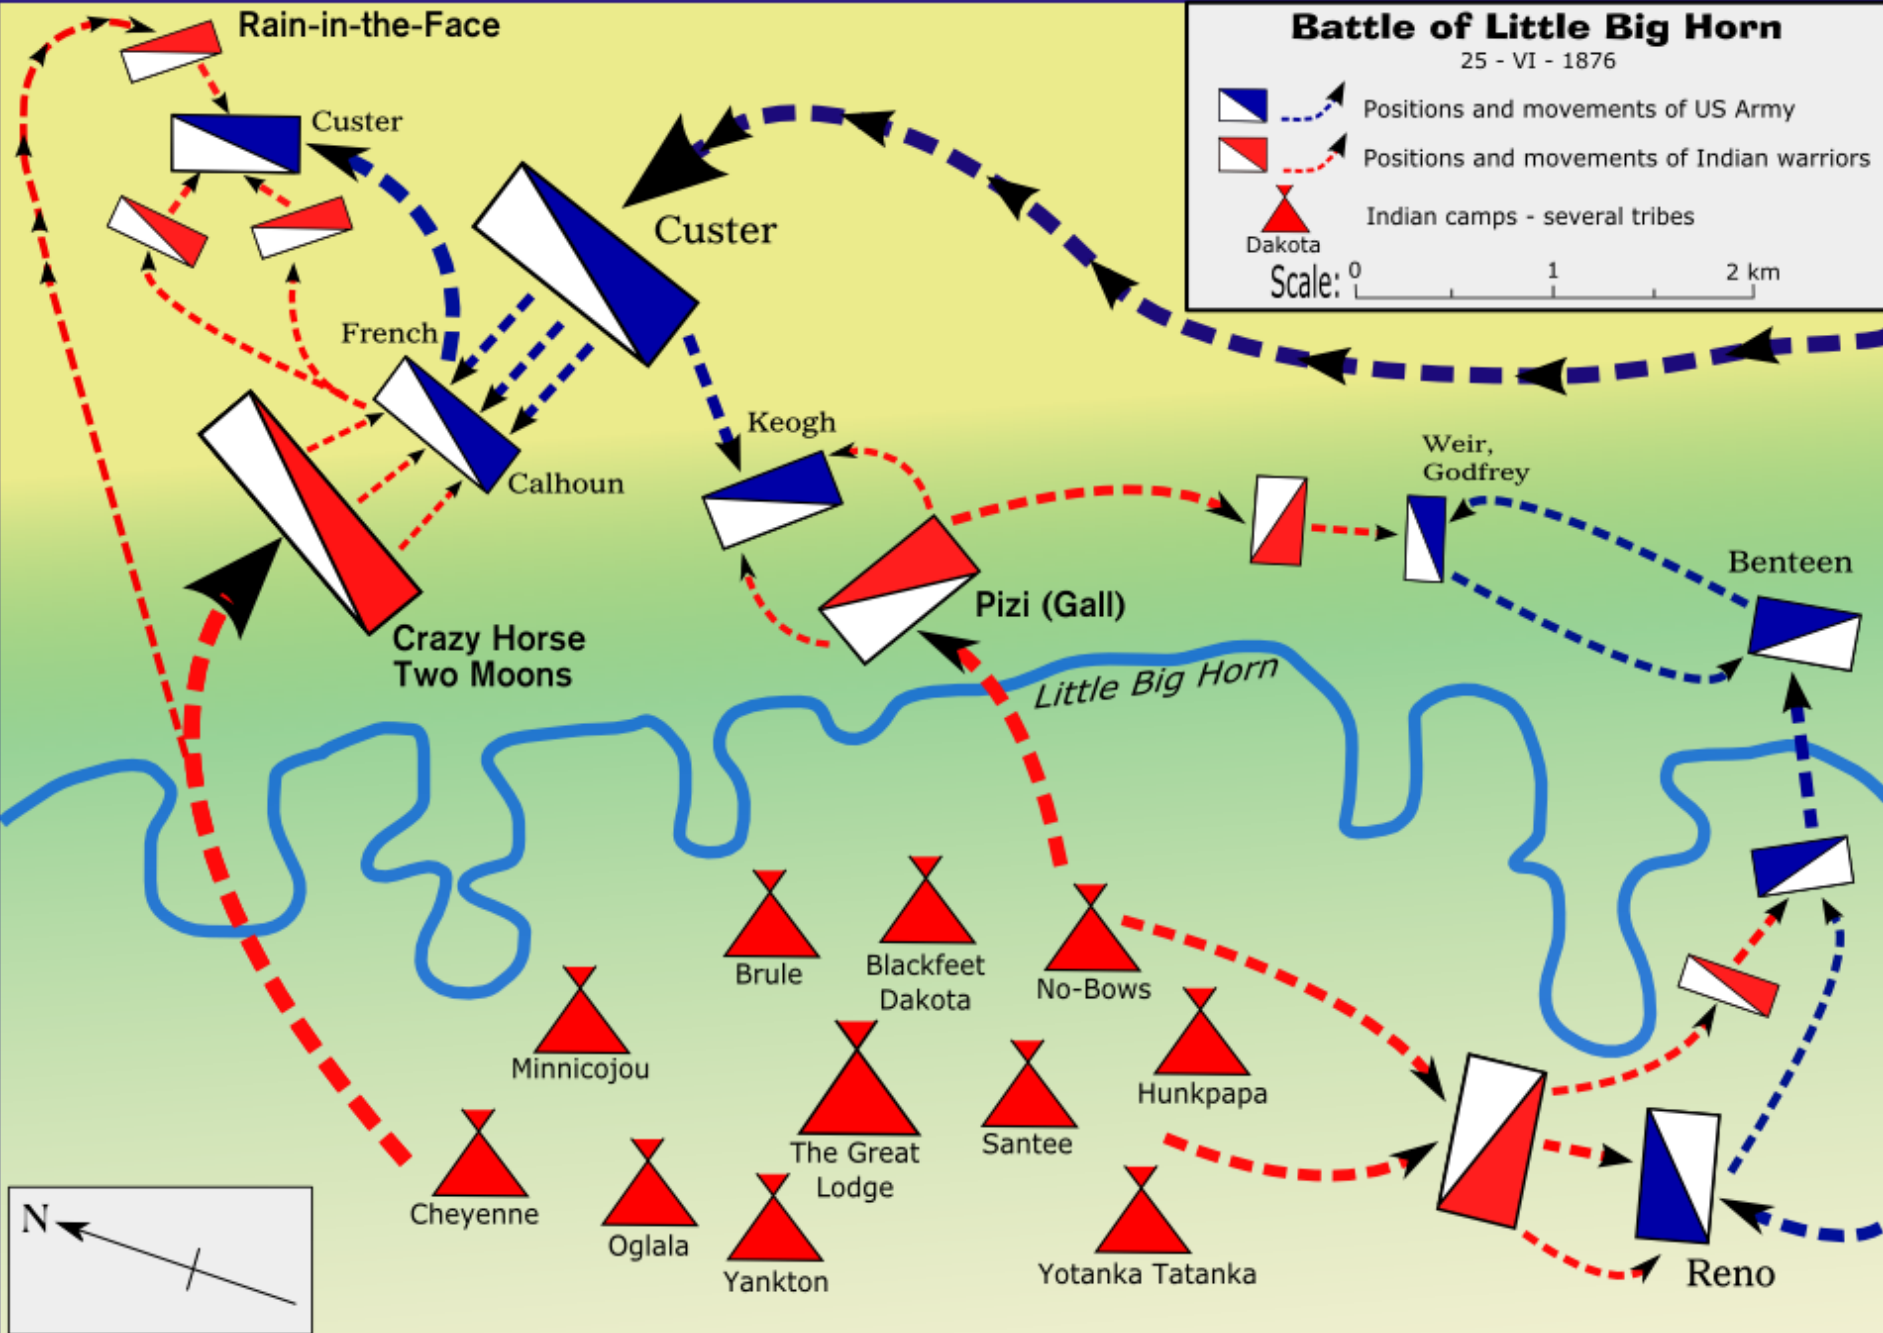 Rain-in-the-Face
Battle of Little Big Horn
25 - VI - 1876
Positions and movements of US Army
Positions and movements of Indian warriors
Indian camps - several tribes
Dakota
Scale: 0 1 2 km
Custer
Custer
French
Calhoun
Keogh
Weir,
Godfrey
Benteen
Pizi (Gall)
Crazy Horse
Two Moons
Little Big Horn
Brule
Blackfeet
Dakota
No-Bows
Minnicojou
Hunkpapa
The Great
Lodge
Santee
Cheyenne
Oglala
Yankton
Yotanka Tatanka
Reno
N